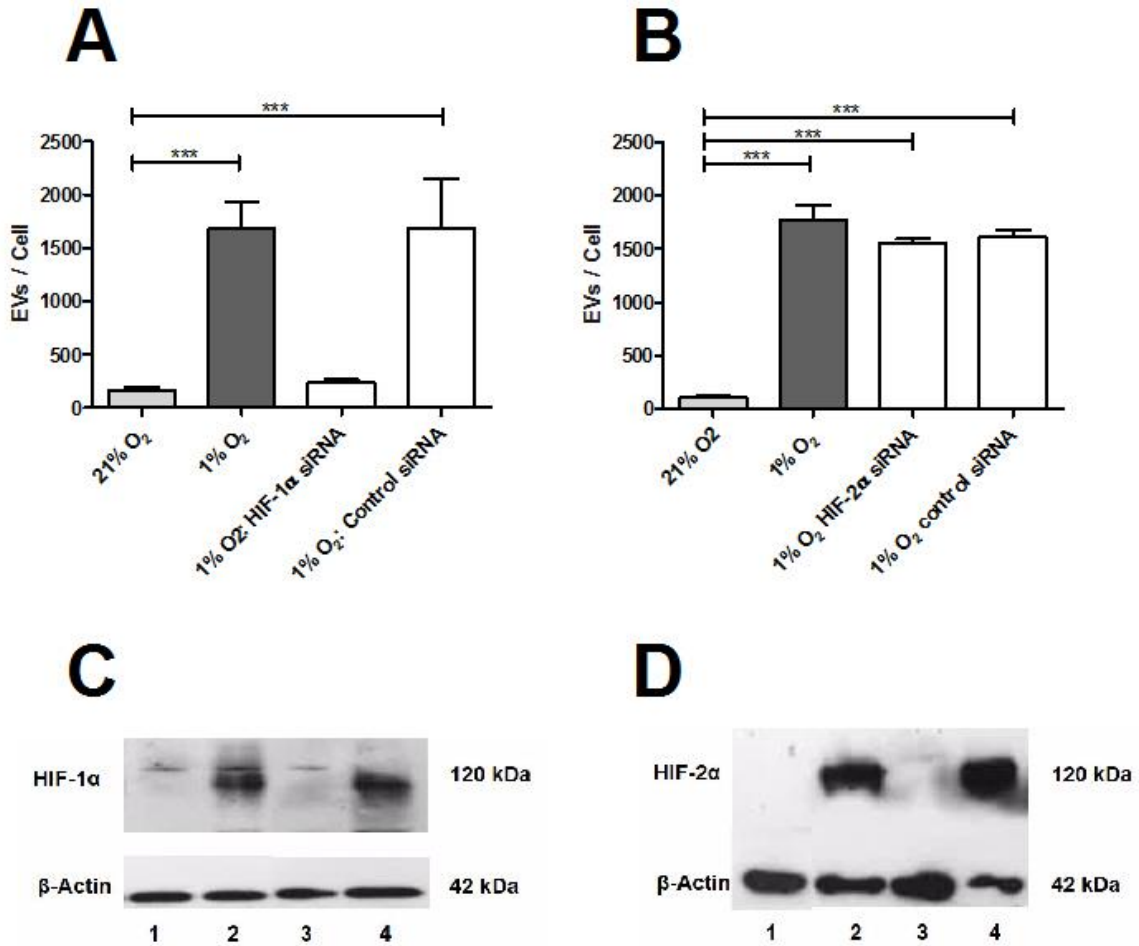 A
***
***
2500
2000
1500
1000
500
0
EVs / Cell
21% O₂
1% O₂
1% O2: HIF-1α siRNA
1% O₂: Control siRNA
B
***
***
***
2500
2000
1500
1000
500
0
EVs / Cell
21% O2
1% O₂
1% O₂ HIF-2α siRNA
1% O₂ control siRNA
C
HIF-1α
120 kDa
β-Actin
42 kDa
1 2 3 4
D
HIF-2α
120 kDa
β-Actin
42 kDa
1 2 3 4